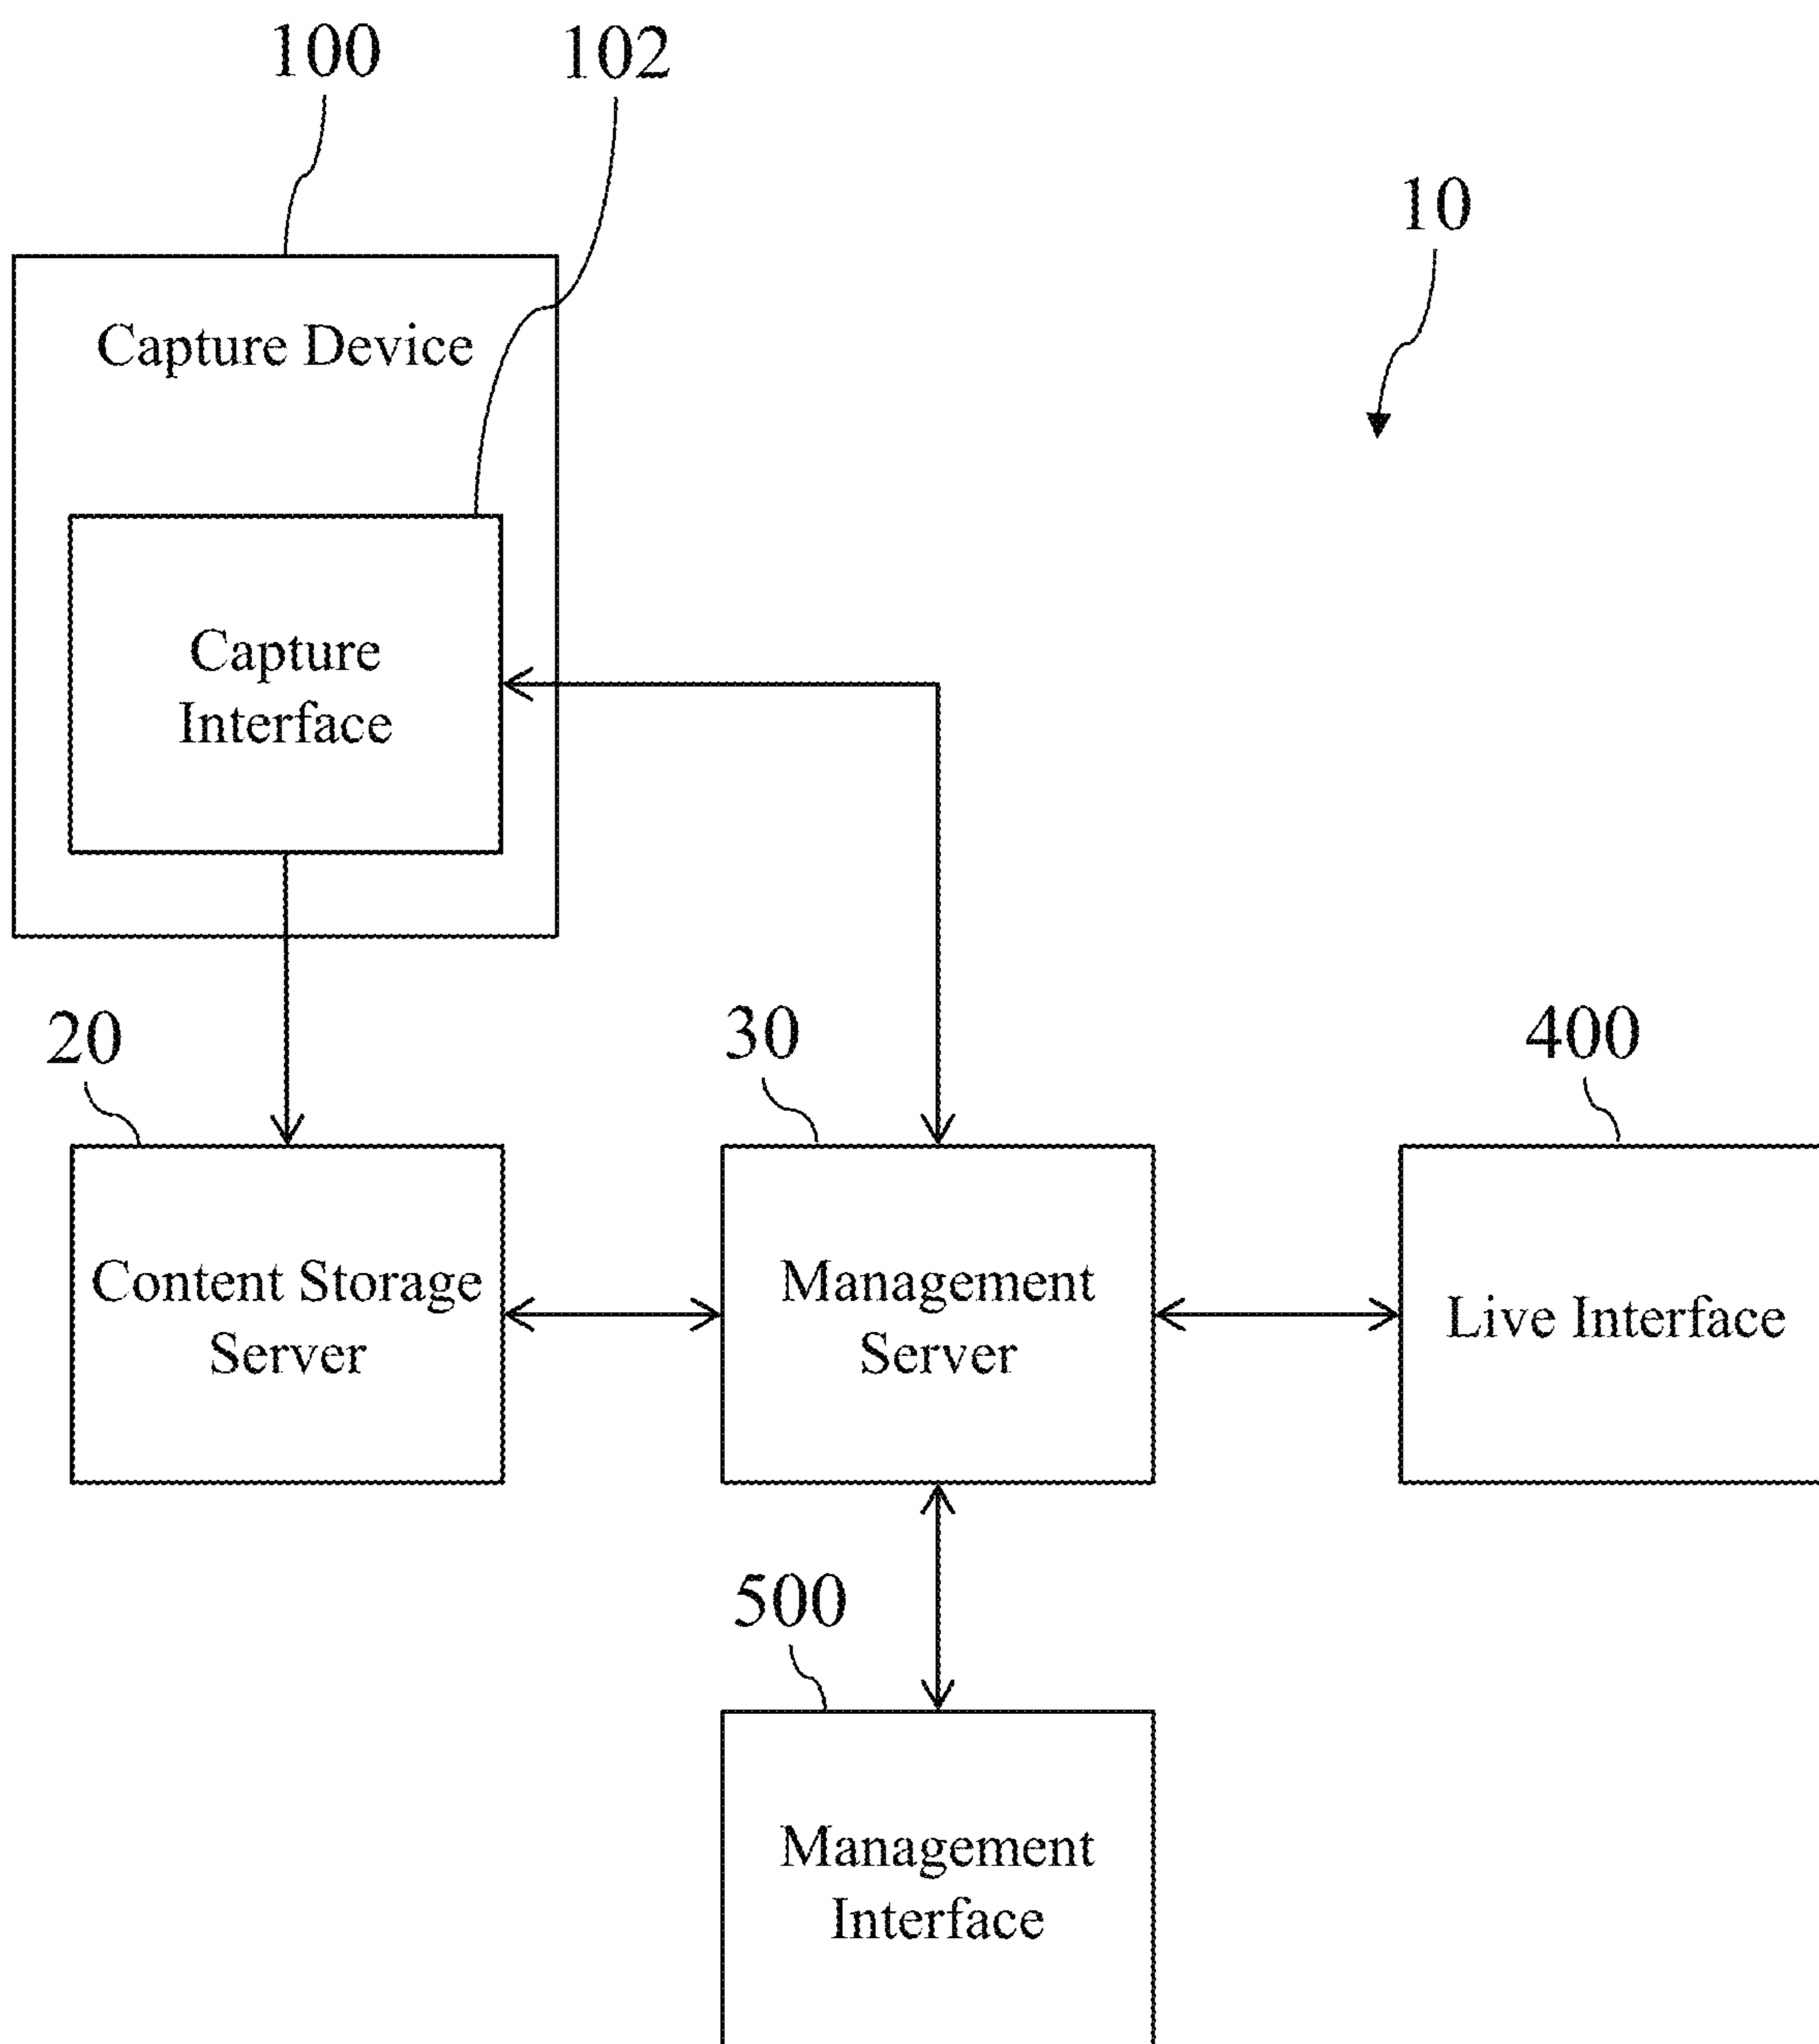 100
102
10
Capture Device
Capture
Interface
20
30
400
Content Storage
Server
Management
Server
Live Interface
500
Management
Interface